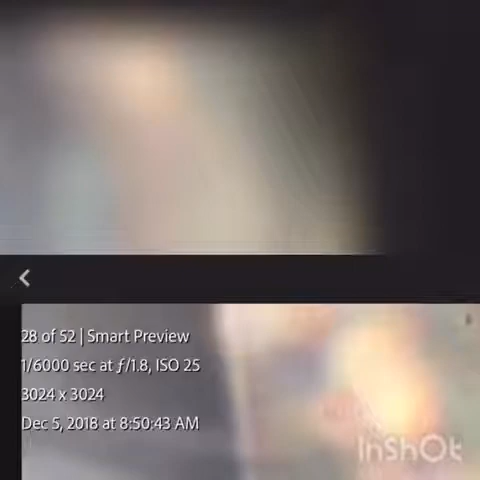 28 of 52 | Smart Preview
1/6000 sec at ƒ/1.8, ISO 25
3024 x 3024
Dec 5, 2018 at 8:50:43 AM
InShOt